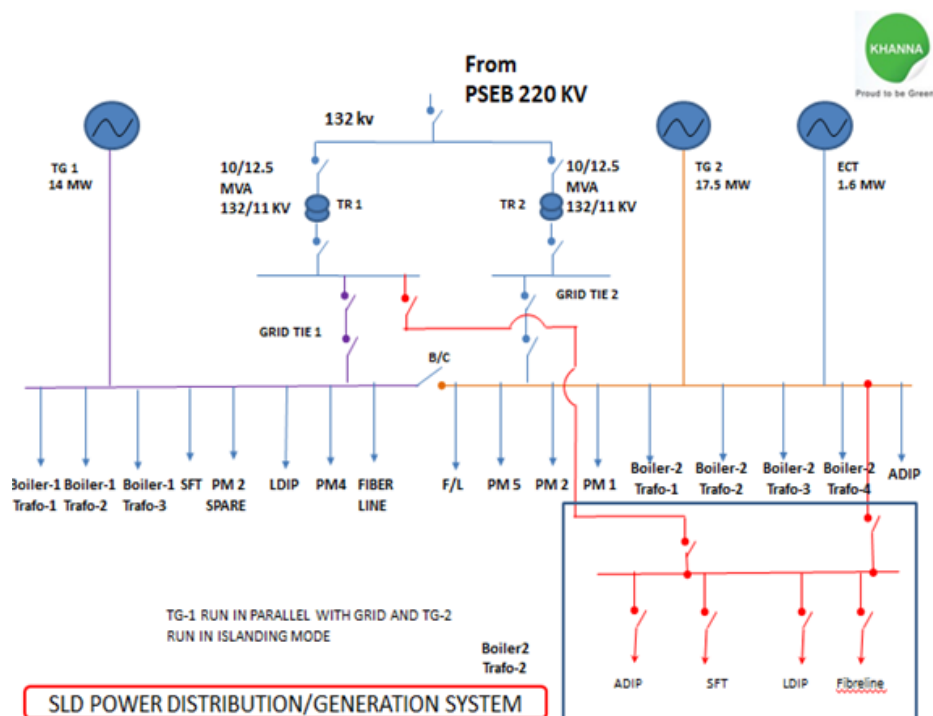 KHANNA
Proud to be Green
From
PSEB 220 KV
132 kv
10/12.5
MVA
132/11 KV
TR 1
10/12.5
MVA
132/11 KV
TR 2
TG 1
14 MW
TG 2
17.5 MW
ECT
1.6 MW
GRID TIE 1
GRID TIE 2
B/C
Boiler-1
Trafo-1
Boiler-1
Trafo-2
Boiler-1
Trafo-3
SFT
PM 2
SPARE
LDIP
PM4
FIBER
LINE
F/L
PM 5
PM 2
PM 1
Boiler-2
Trafo-1
Boiler-2
Trafo-2
Boiler-2
Trafo-3
Boiler-2
Trafo-4
ADIP
TG-1 RUN IN PARALLEL WITH GRID AND TG-2
RUN IN ISLANDING MODE
Boiler2
Trafo-2
ADIP
SFT
LDIP
Fibreline
SLD POWER DISTRIBUTION/GENERATION SYSTEM